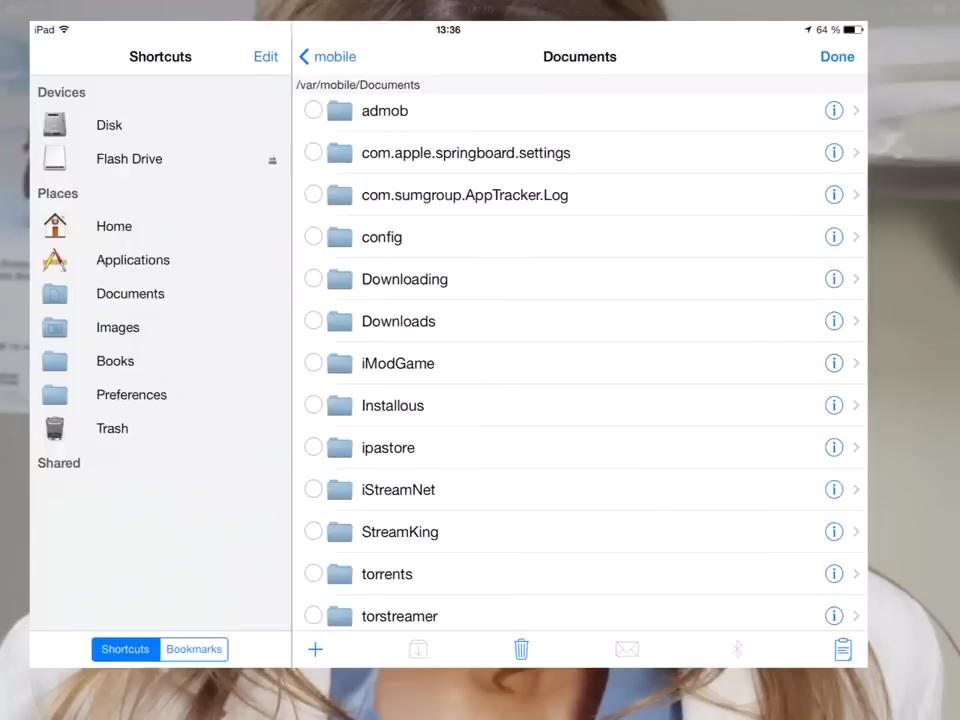 iPad
13:36
64 %
Shortcuts
Edit
mobile
Documents
Done
/var/mobile/Documents
Devices
Disk
Flash Drive
Places
Home
Applications
Documents
Images
Books
Preferences
Trash
Shared
admob
com.apple.springboard.settings
com.sumgroup.AppTracker.Log
config
Downloading
Downloads
iModGame
Installous
ipastore
iStreamNet
StreamKing
torrents
torstreamer
Shortcuts
Bookmarks